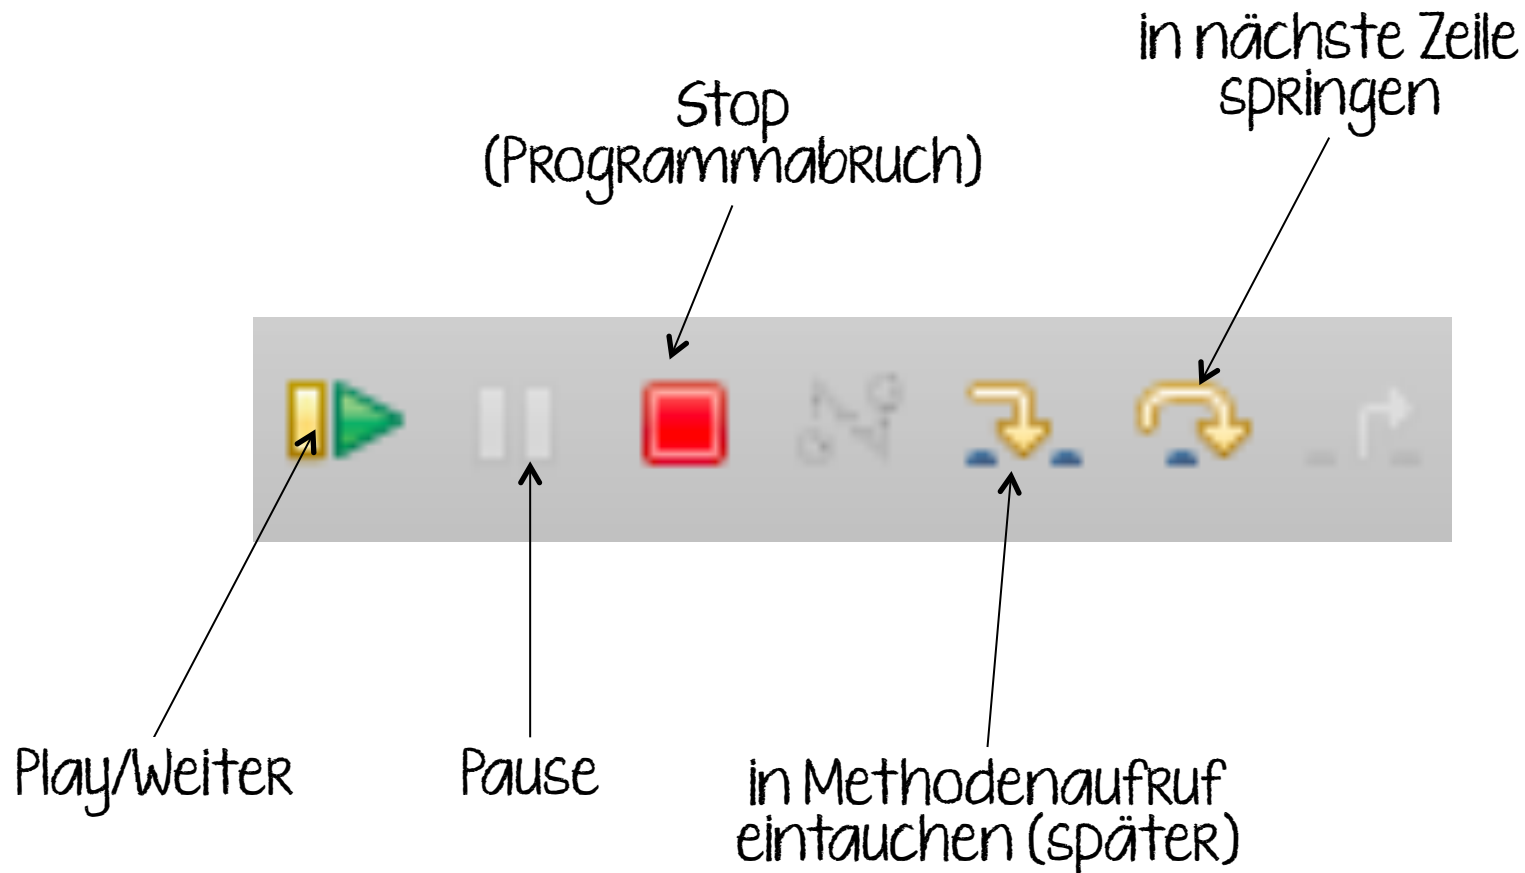 in nächste Zeile
springen
Stop
(Programmabruch)
Play/Weiter
Pause
in Methodenaufruf
eintauchen (später)